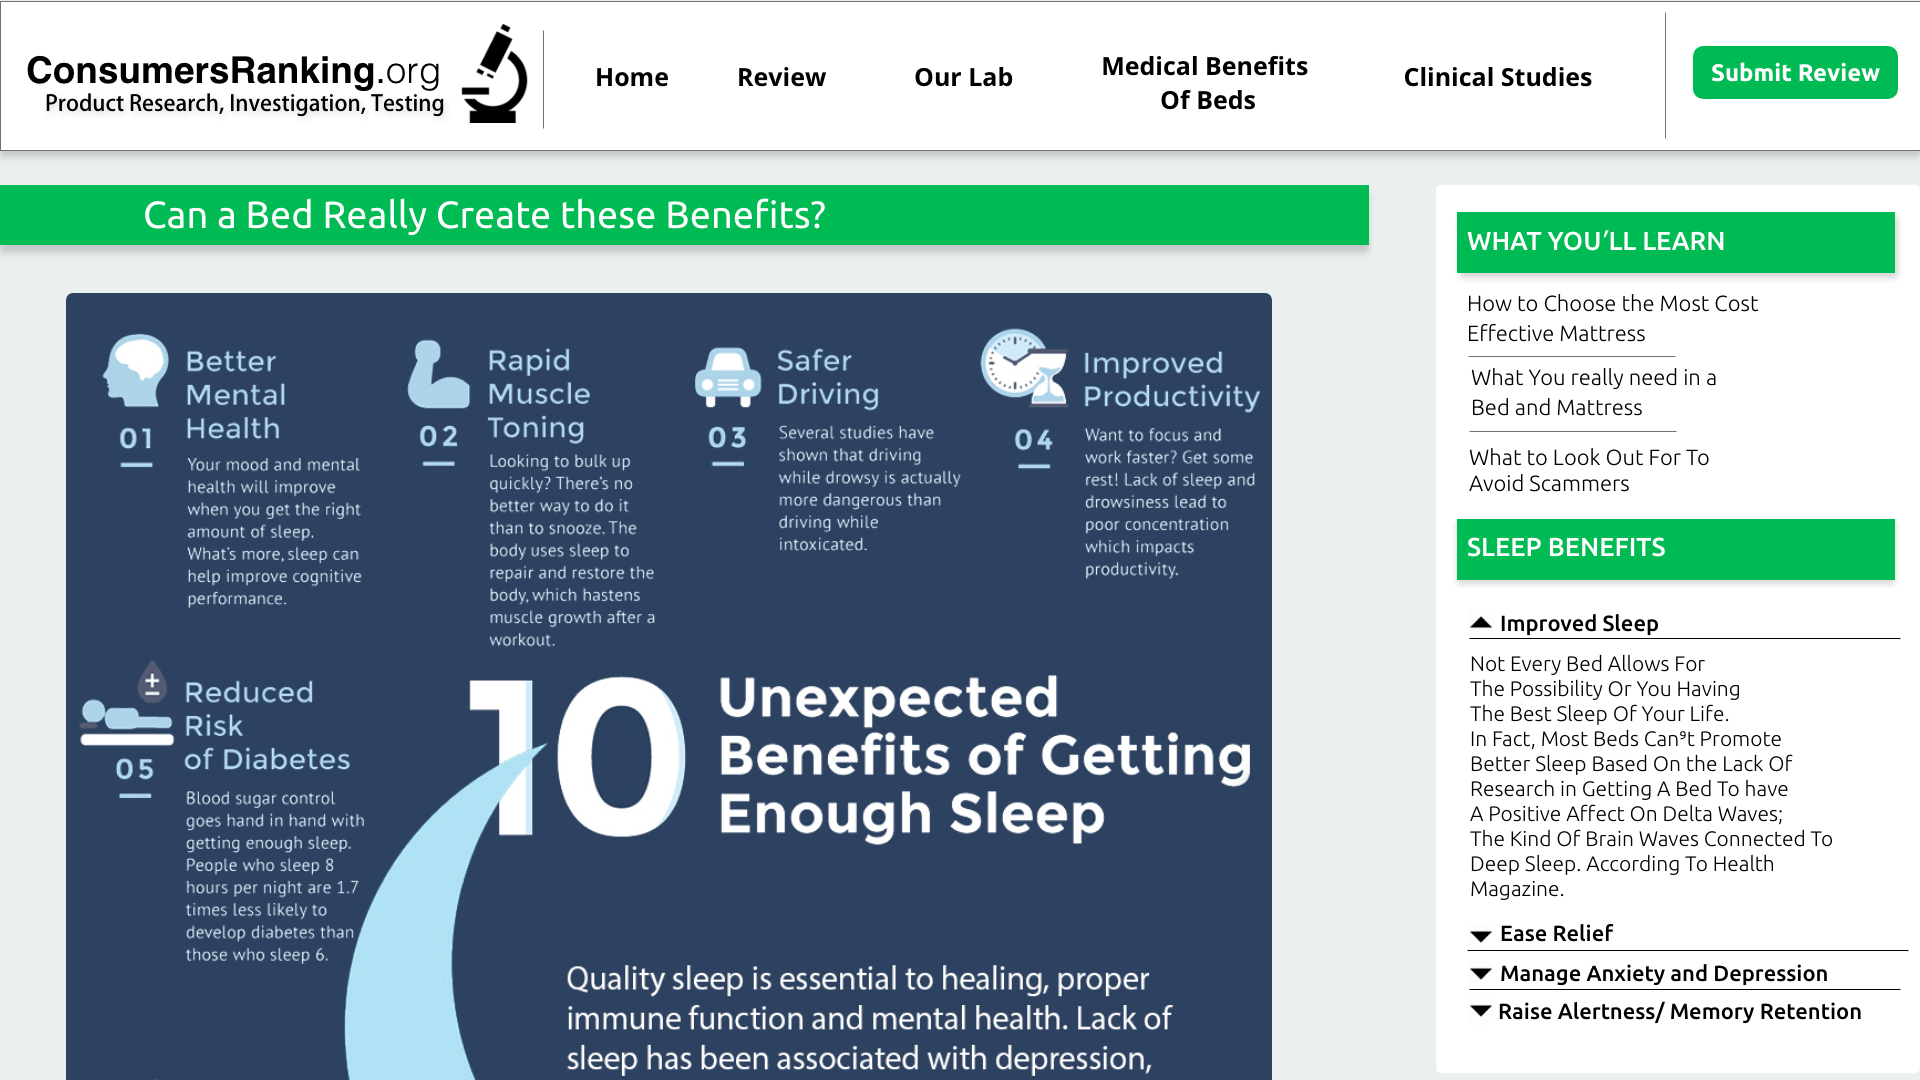 ConsumersRanking.org
Product Research, Investigation, Testing
Home
Review
Our Lab
Medical Benefits
Of Beds
Clinical Studies
Submit Review
Can a Bed Really Create these Benefits?
01
Better
Mental
Health
Your mood and mental
health will improve
when you get the right
amount of sleep.
What's more, sleep can
help improve cognitive
performance.
02
Rapid
Muscle
Toning
Looking to bulk up
quickly? There's no
better way to do it
than to snooze. The
body uses sleep to
repair and restore the
body, which hastens
muscle growth after a
workout.
03
Safer
Driving
Several studies have
shown that driving
while drowsy is actually
more dangerous than
driving while
intoxicated.
04
Improved
Productivity
Want to focus and
work faster? Get some
rest! Lack of sleep and
drowsiness lead to
poor concentration
which impacts
productivity.
05
Reduced
Risk
of Diabetes
Blood sugar control
goes hand in hand with
getting enough sleep.
People who sleep 8
hours per night are 1.7
times less likely to
develop diabetes than
those who sleep 6.
10
Unexpected
Benefits of Getting
Enough Sleep
Quality sleep is essential to healing, proper
immune function and mental health. Lack of
sleep has been associated with depression,
WHAT YOU'LL LEARN
How to Choose the Most Cost
Effective Mattress
What You really need in a
Bed and Mattress
What to Look Out For To
Avoid Scammers
SLEEP BENEFITS
Improved Sleep
Not Every Bed Allows For
The Possibility Or You Having
The Best Sleep Of Your Life.
In Fact, Most Beds Can⁹t Promote
Better Sleep Based On the Lack Of
Research in Getting A Bed To have
A Positive Affect On Delta Waves;
The Kind Of Brain Waves Connected To
Deep Sleep. According To Health
Magazine.
Ease Relief
Manage Anxiety and Depression
Raise Alertness/ Memory Retention